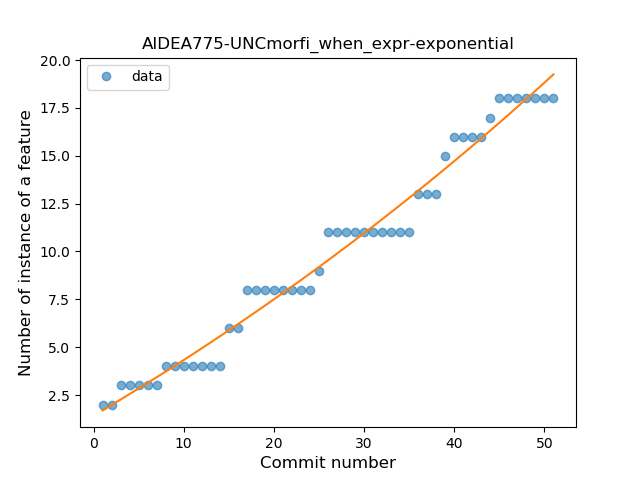 AIDEA775-UNCmorfi_when_expr-exponential
data
Number of instance of a feature
20.0
17.5
15.0
12.5
10.0
7.5
5.0
2.5
0 10 20 30 40 50
Commit number